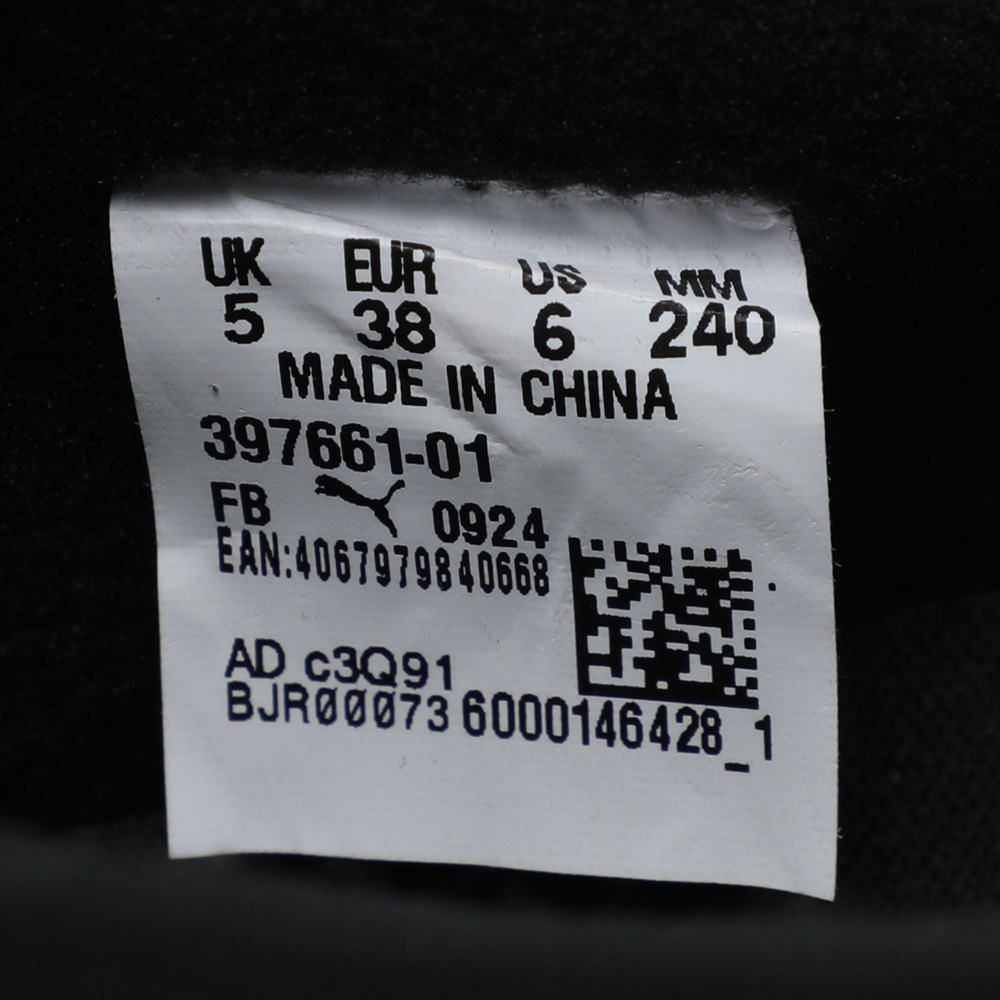 UK EUR US MM
5 38 6 240
MADE IN CHINA
397661-01
FB 0924
EAN:4067979840668
AD c3Q91
BJR00073 6000146428_1